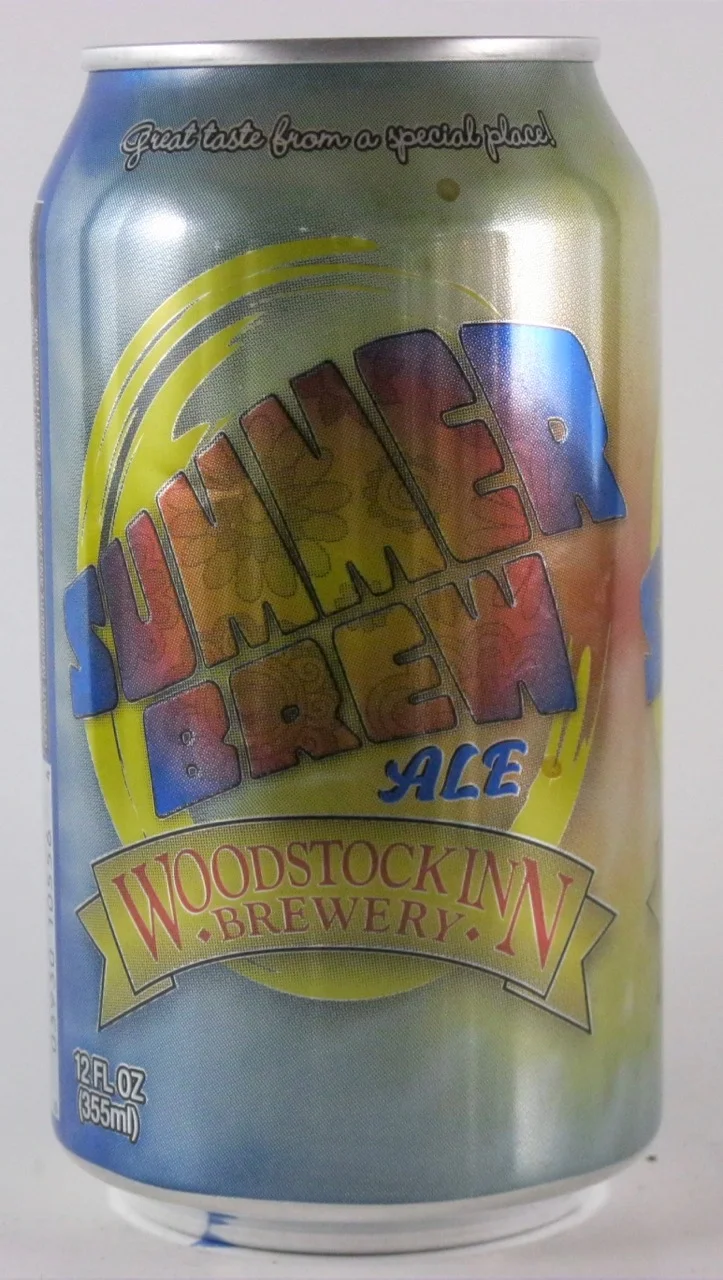 Great taste from a special place!
SUMMER
BREW
ALE
WOODSTOCK INN
• BREWERY •
12 FL OZ
(355ml)